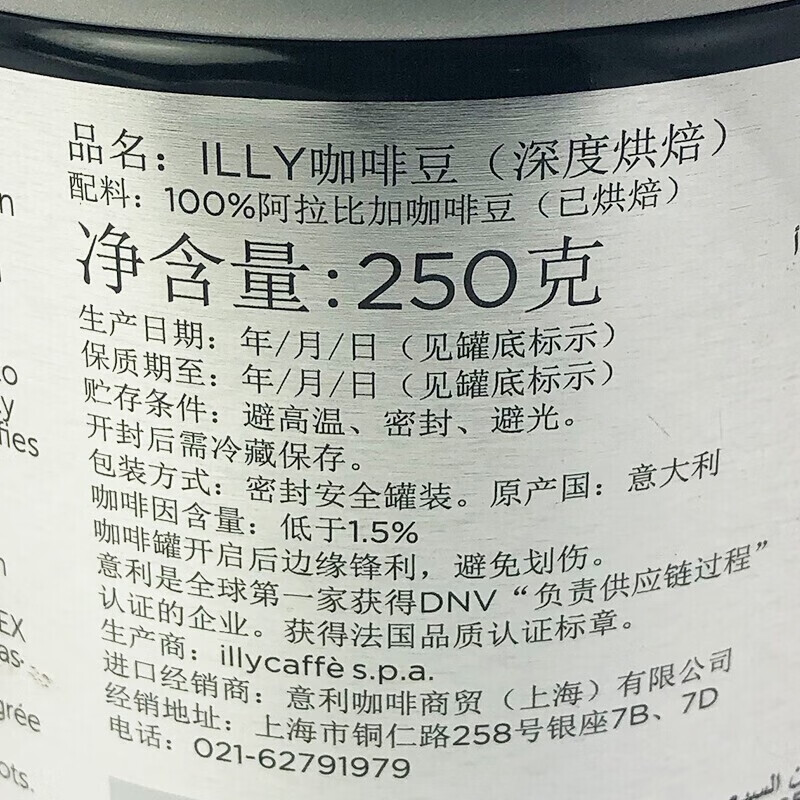 品名：ILLY咖啡豆（深度烘焙）
配料：100%阿拉比加咖啡豆（已烘焙）
净含量：250克
生产日期：年/月/日（见罐底标示）
保质期至：年/月/日（见罐底标示）
贮存条件：避高温、密封、避光。
开封后需冷藏保存。
包装方式：密封安全罐装。原产国：意大利
咖啡因含量：低于1.5%
咖啡罐开启后边缘锋利，避免划伤。
意利是全球第一家获得DNV“负责供应链过程”
认证的企业。获得法国品质认证标章。
生产商：illycaffè s.p.a.
进口经销商：意利咖啡商贸（上海）有限公司
经销地址：上海市铜仁路258号银座7B、7D
电话：021-62791979